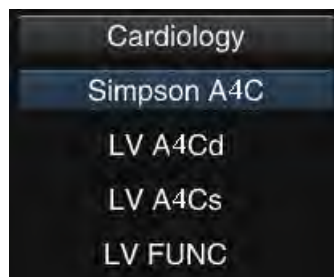 Cardiology
Simpson A4C
LV A4Cd
LV A4Cs
LV FUNC